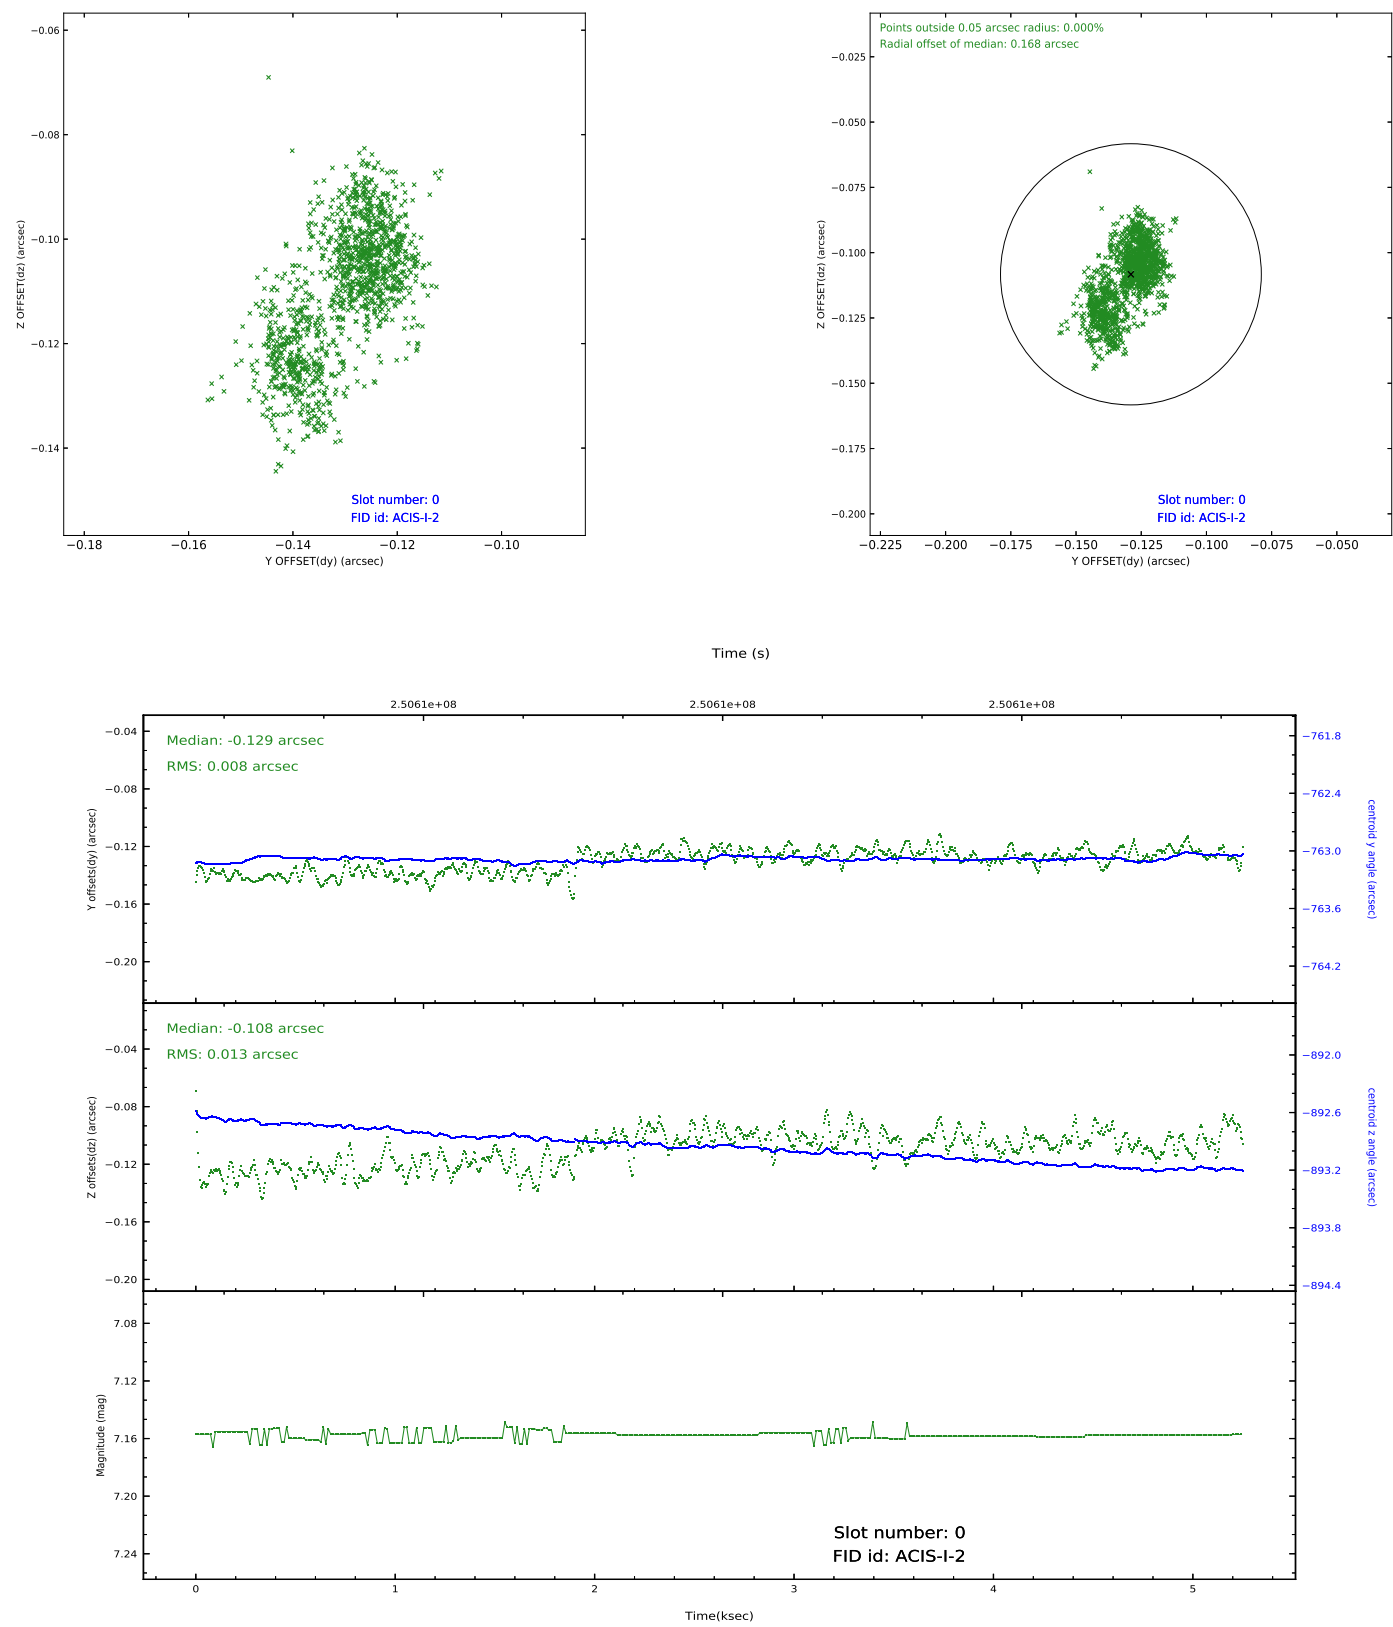 −0.06
−0.08
−0.10
−0.12
−0.14
Z OFFSET(dz) (arcsec)
Slot number: 0
FID id: ACIS-I-2
−0.18
−0.16
−0.14
−0.12
−0.10
Y OFFSET(dy) (arcsec)
Points outside 0.05 arcsec radius: 0.000%
Radial offset of median: 0.168 arcsec
−0.025
−0.050
−0.075
−0.100
−0.125
−0.150
−0.175
−0.200
Z OFFSET(dz) (arcsec)
Slot number: 0
FID id: ACIS-I-2
−0.225
−0.200
−0.175
−0.150
−0.125
−0.100
−0.075
−0.050
Y OFFSET(dy) (arcsec)
Time (s)
2.5061e+08
2.5061e+08
2.5061e+08
Median: -0.129 arcsec
RMS: 0.008 arcsec
−0.04
−0.08
−0.12
−0.16
−0.20
Y offsets(dy) (arcsec)
−761.8
−762.4
−763.0
−763.6
−764.2
centroid y angle (arcsec)
Median: -0.108 arcsec
RMS: 0.013 arcsec
−0.04
−0.08
−0.12
−0.16
−0.20
Z offsets(dz) (arcsec)
−892.0
−892.6
−893.2
−893.8
−894.4
centroid z angle (arcsec)
7.08
7.12
7.16
7.20
7.24
Magnitude (mag)
Slot number: 0
FID id: ACIS-I-2
0
1
2
3
4
5
Time(ksec)